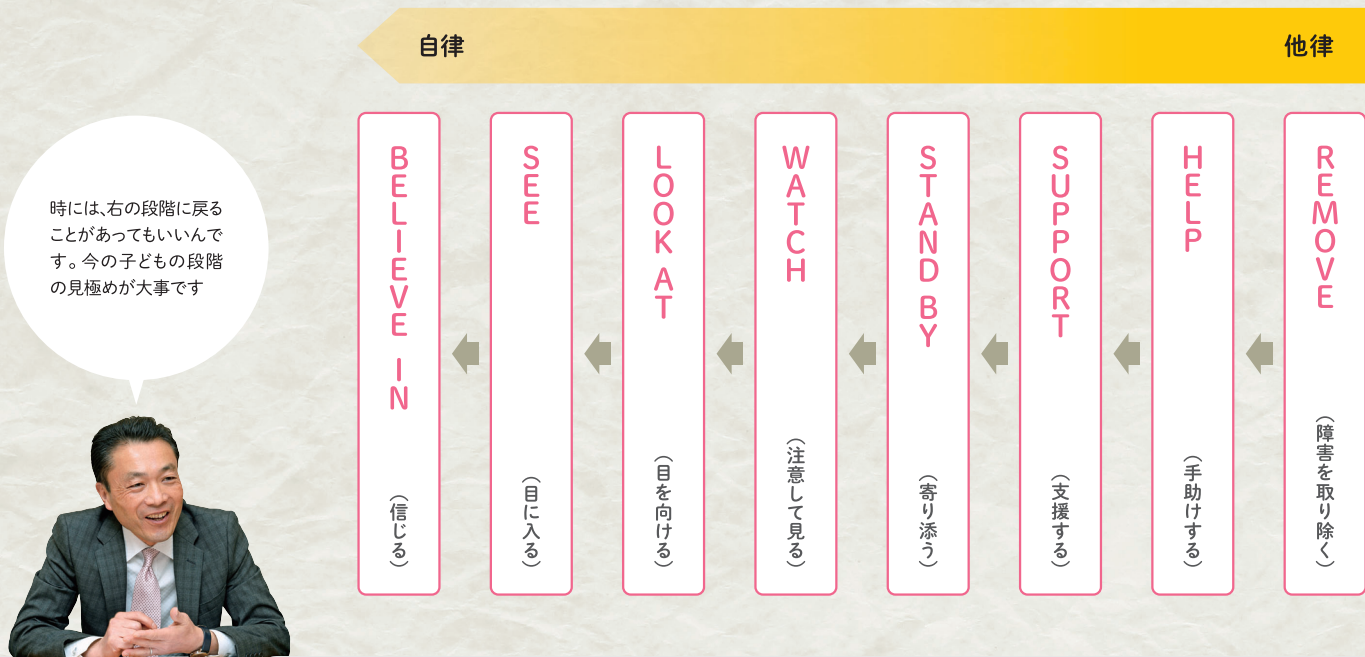 自律
他律
REMOVE
(障害を取り除く)
HELP
(手助けする)
SUPPORT
(支援する)
STAND BY
(寄り添う)
WATCH
(注意して見る)
LOOK AT
(目を向ける)
SEE
(目に入る)
BELIEVE IN
(信じる)
時には、右の段階に戻る
ことがあってもいいんで
す。今の子どもの段階
の見極めが大事です